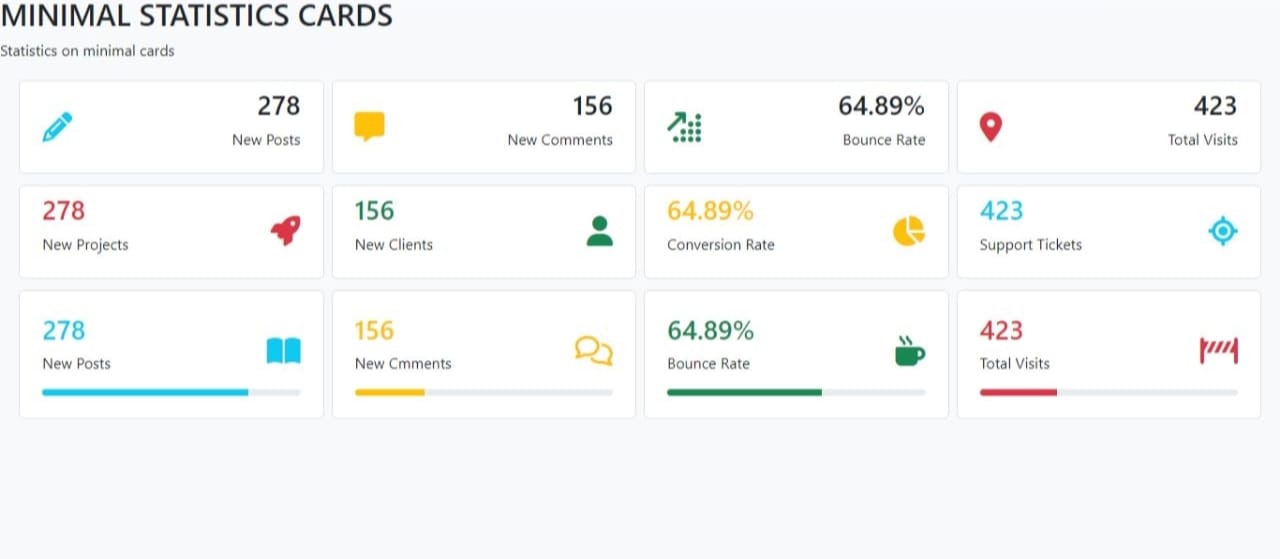 MINIMAL STATISTICS CARDS
Statistics on minimal cards
278
New Posts
156
New Comments
64.89%
Bounce Rate
423
Total Visits
278
New Projects
156
New Clients
64.89%
Conversion Rate
423
Support Tickets
278
New Posts
156
New Cmments
64.89%
Bounce Rate
423
Total Visits